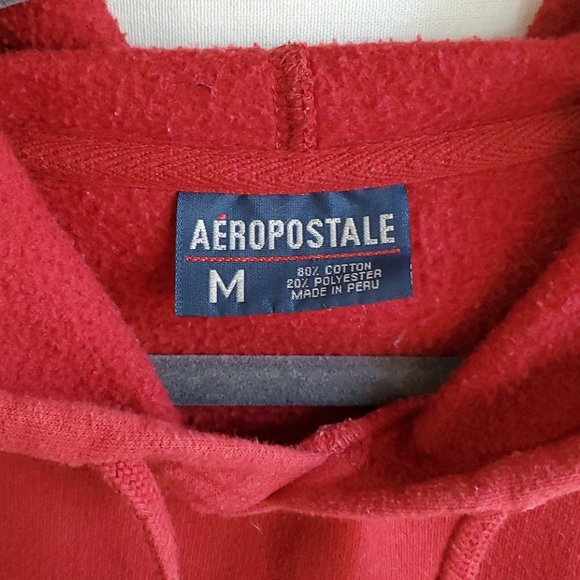 AÉROPOSTALE
M
80% COTTON
20% POLYESTER
MADE IN PERU